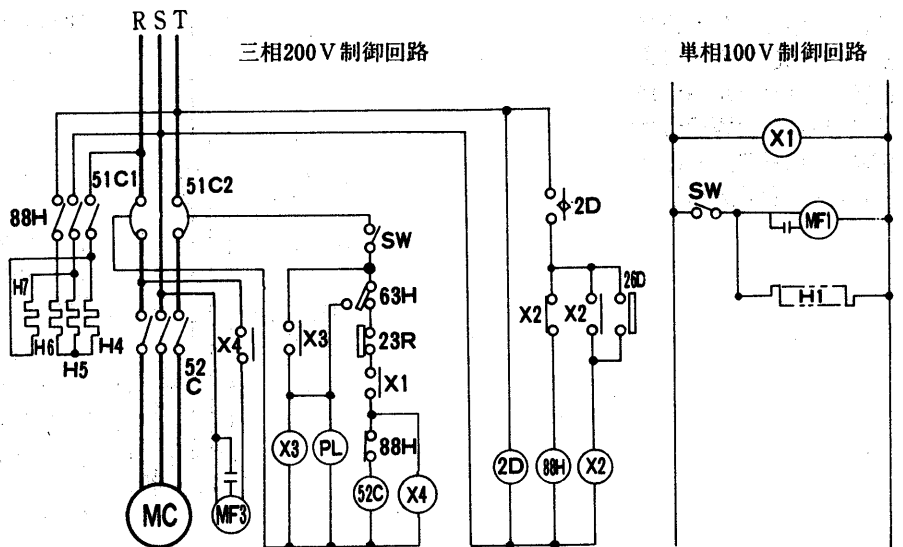 R S T
三相200V制御回路
単相100V制御回路
X1
51C1
51C2
SW
88H
2D
SW
MF1
H7
63H
26D
H1
X2
X2
X4
X3
23R
H6
H4
H5
52
C
X1
88H
X3
PL
2D
88H
X2
52C
X4
MC
MF3